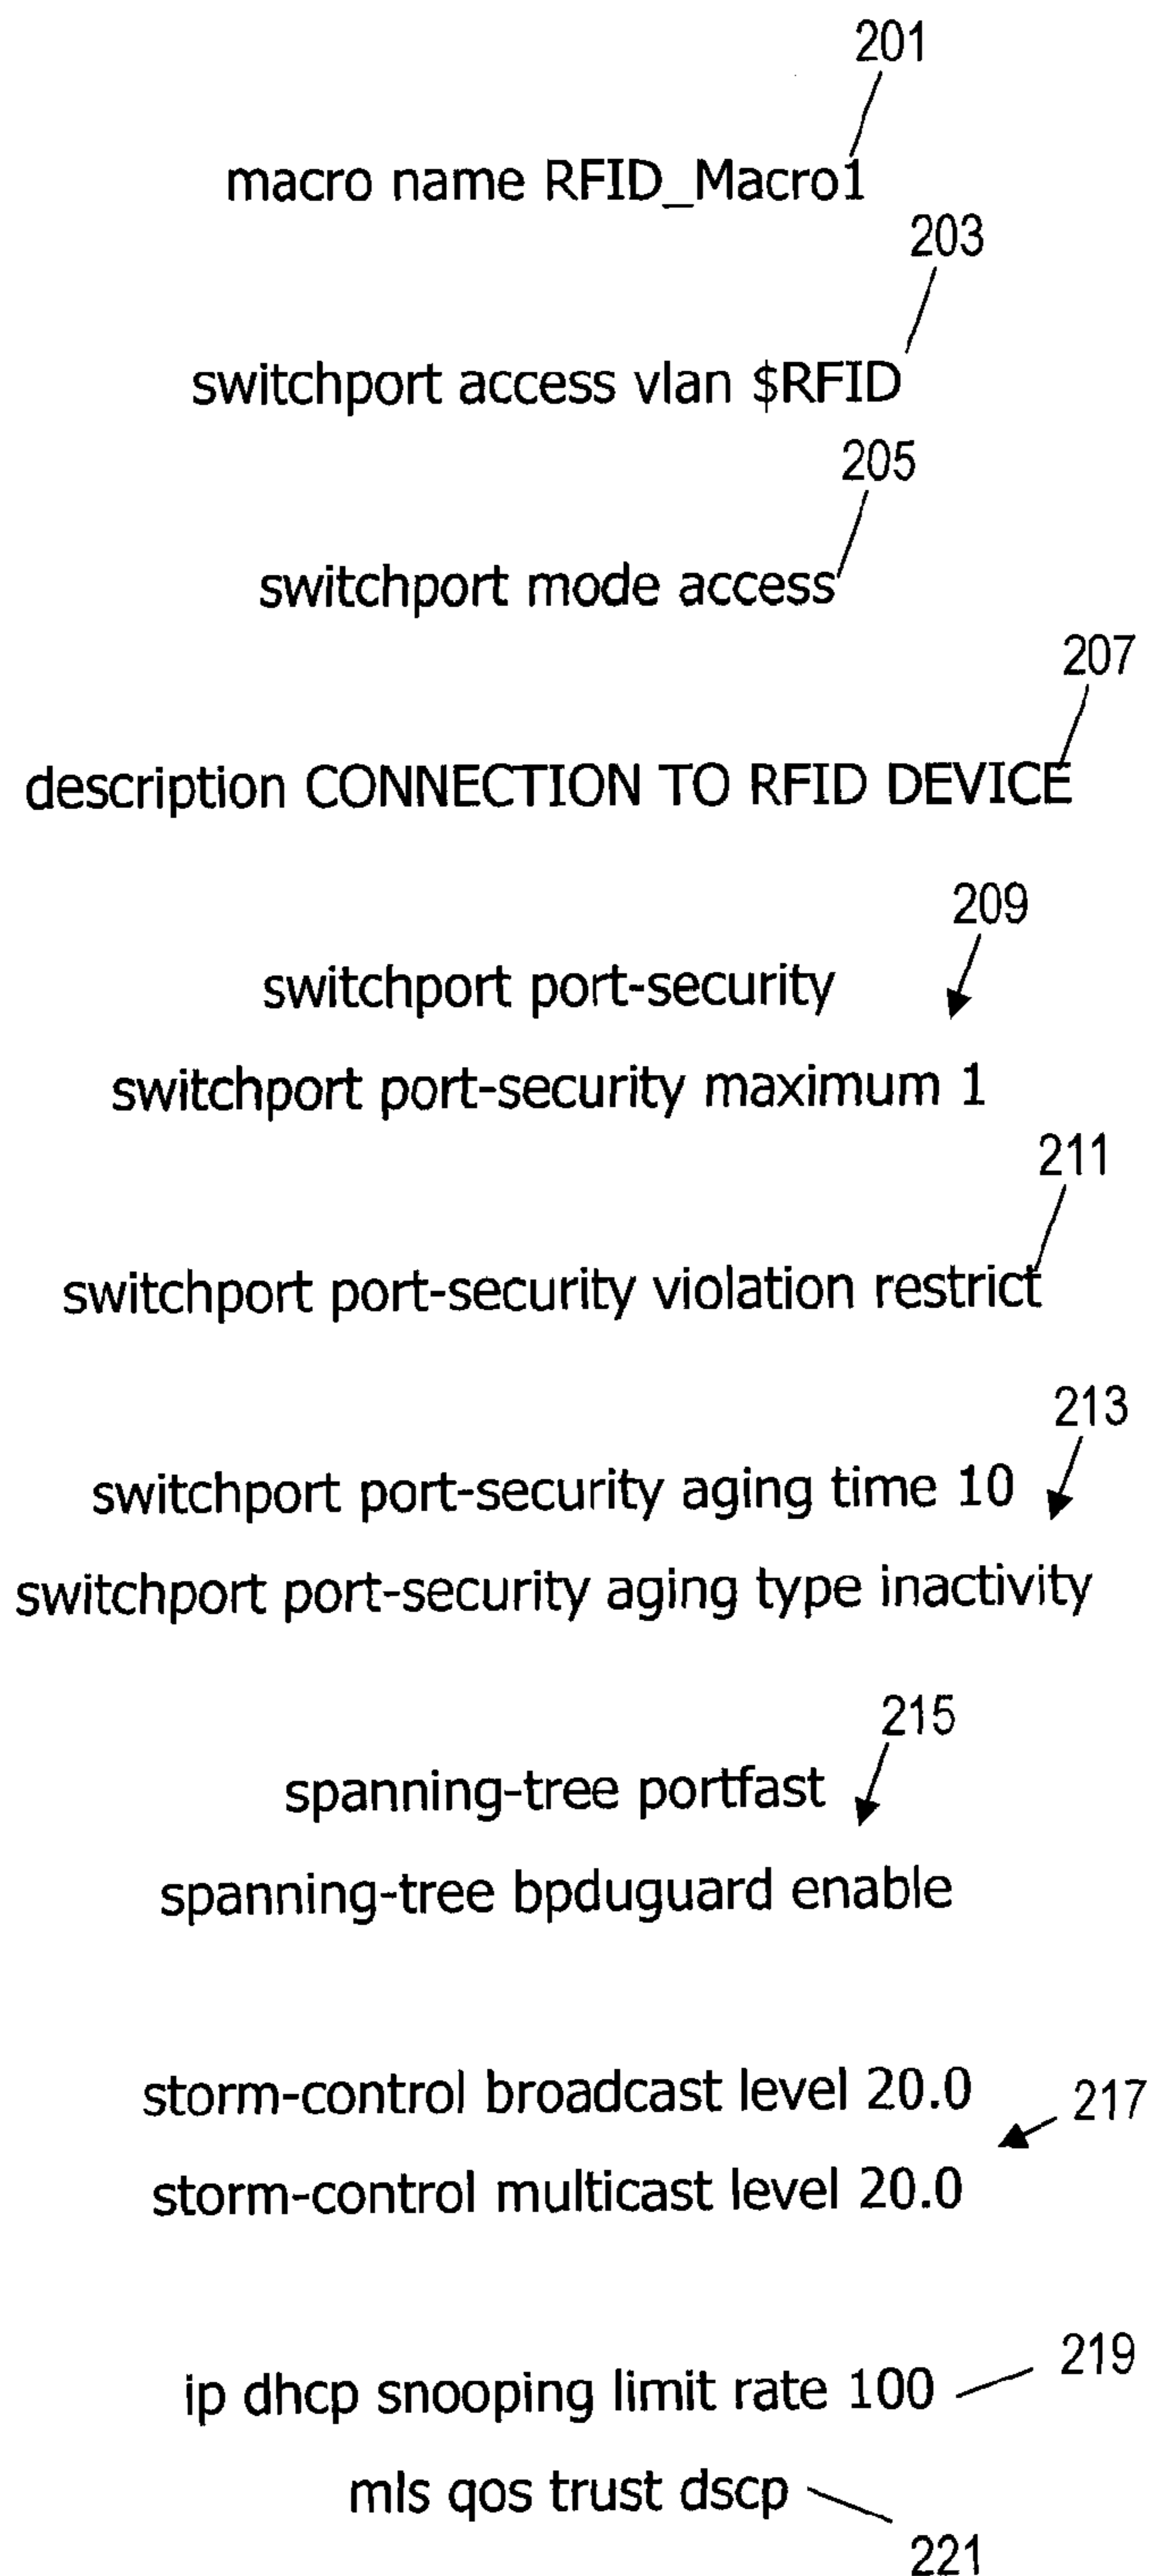 201
macro name RFID_Macro1
203
switchport access vlan $RFID
205
switchport mode access
207
description CONNECTION TO RFID DEVICE
209
switchport port-security
switchport port-security maximum 1
211
switchport port-security violation restrict
213
switchport port-security aging time 10
switchport port-security aging type inactivity
215
spanning-tree portfast
spanning-tree bpduguard enable
storm-control broadcast level 20.0
217
storm-control multicast level 20.0
219
ip dhcp snooping limit rate 100
mls qos trust dscp
221